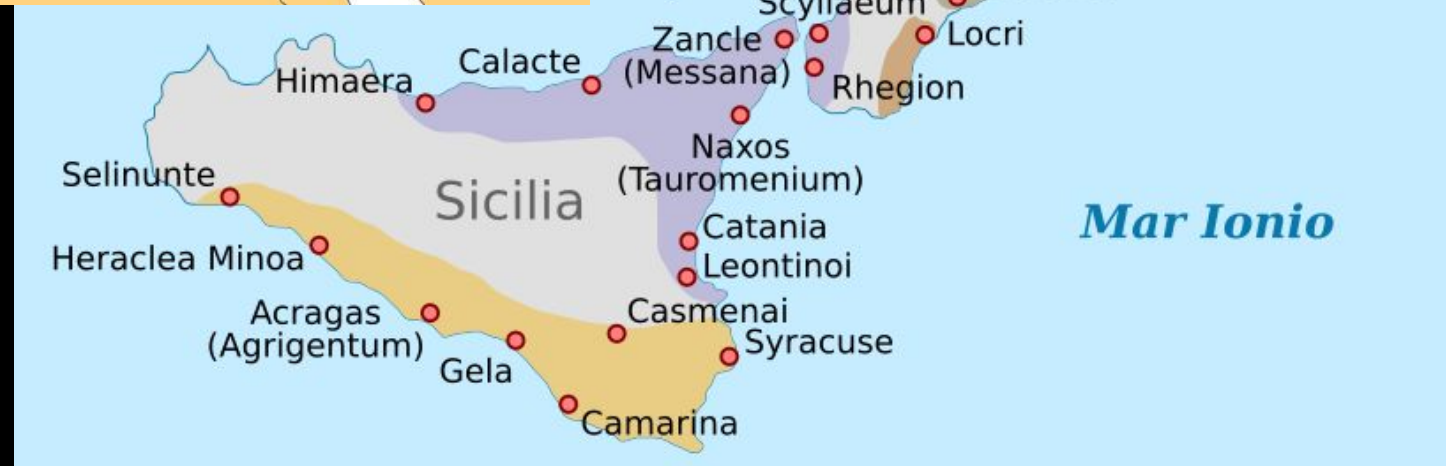 Scyllaeum
Zancle
(Messana)
Locri
Calacte
Himaera
Rhegion
Naxos
(Tauromenium)
Selinunte
Sicilia
Mar Ionio
Catania
Heraclea Minoa
Leontinoi
Acragas
(Agrigentum)
Casmenai
Syracuse
Gela
Camarina